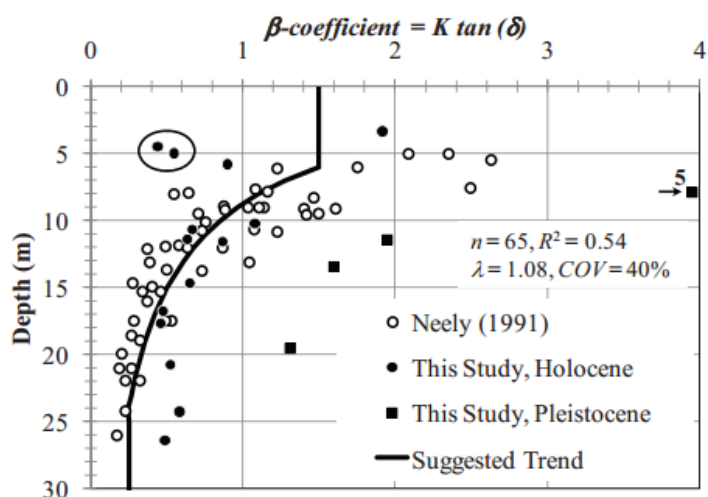 β-coefficient = K tan (δ)
0 1 2 3 4
0
5
10
15
20
25
30
Depth (m)
5
n = 65, R² = 0.54
λ = 1.08, COV = 40%
Neely (1991)
This Study, Holocene
This Study, Pleistocene
Suggested Trend